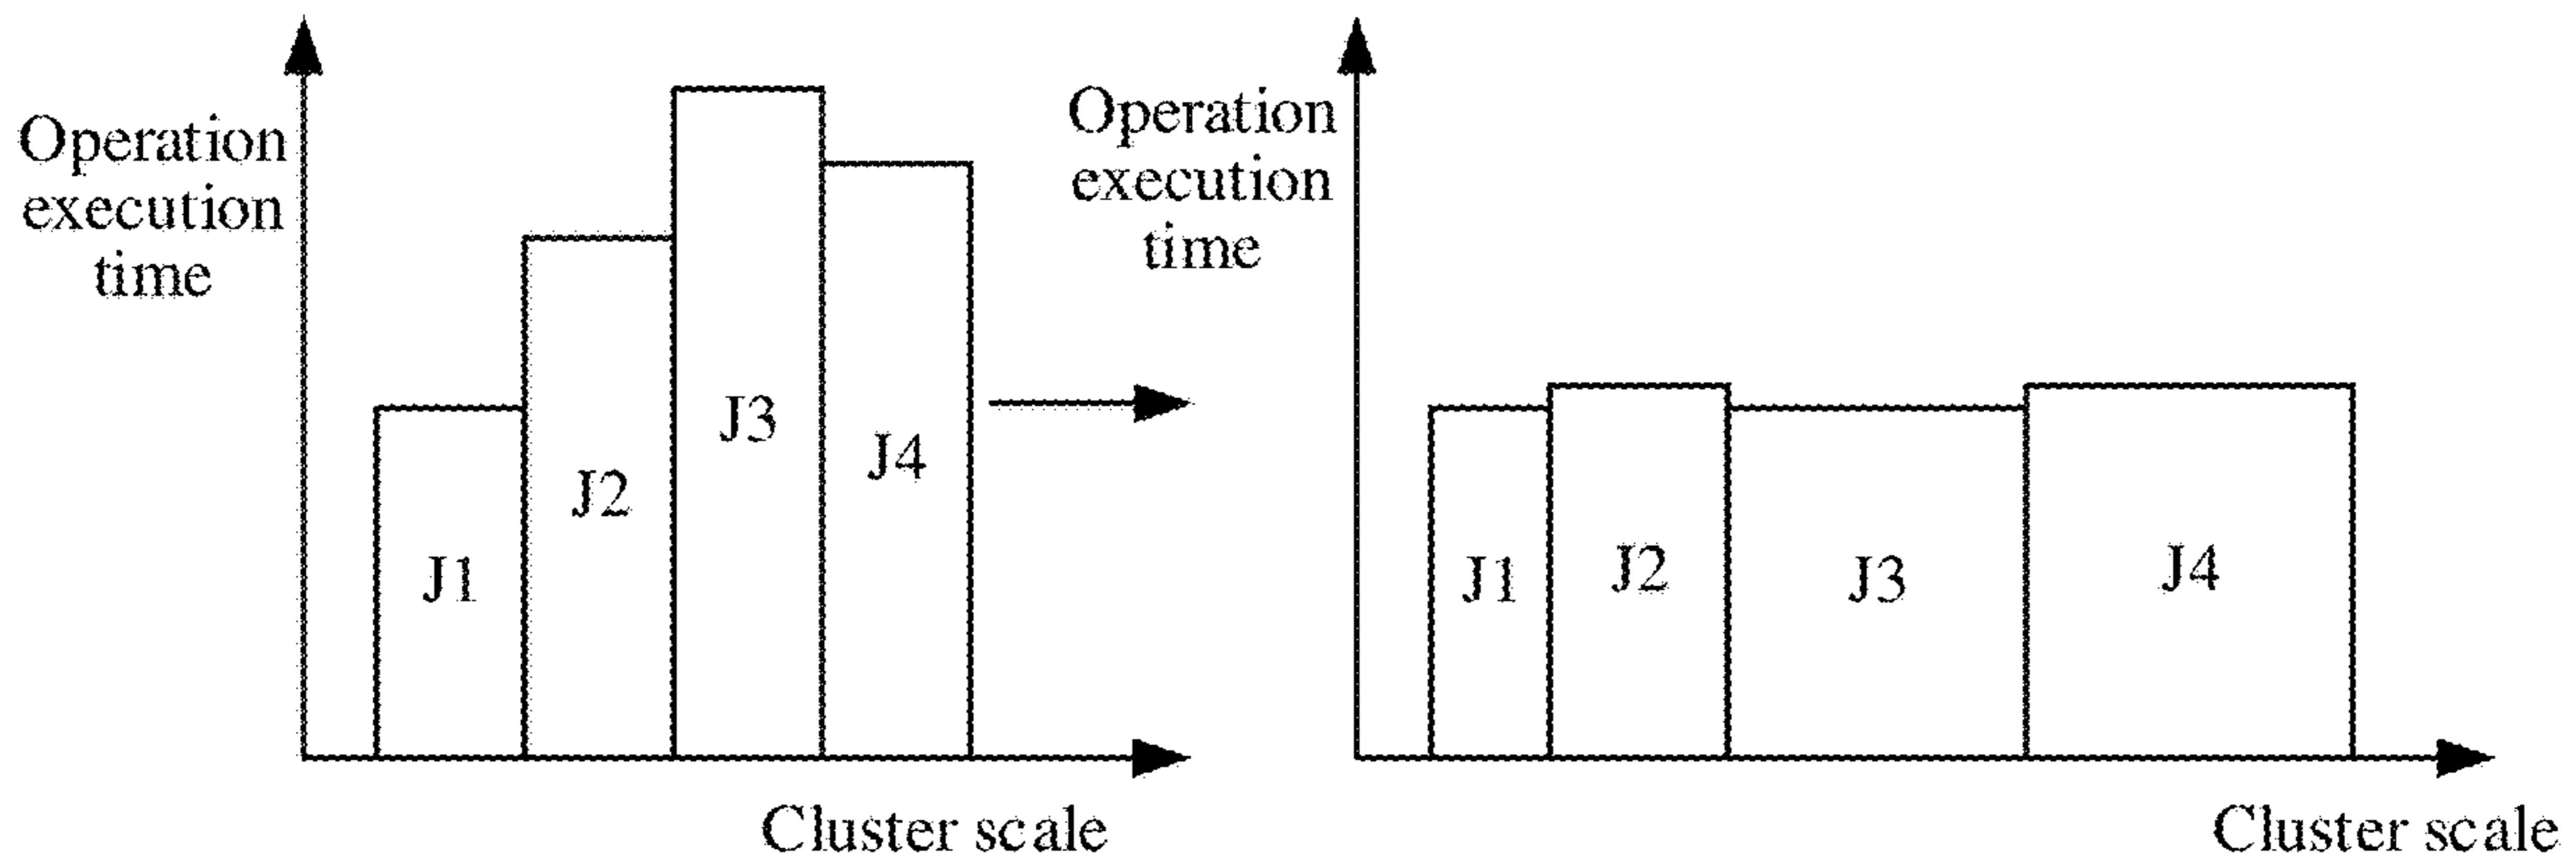 Operation
execution
time
J1
J2
J3
J4
Cluster scale
Operation
execution
time
J1
J2
J3
J4
Cluster scale